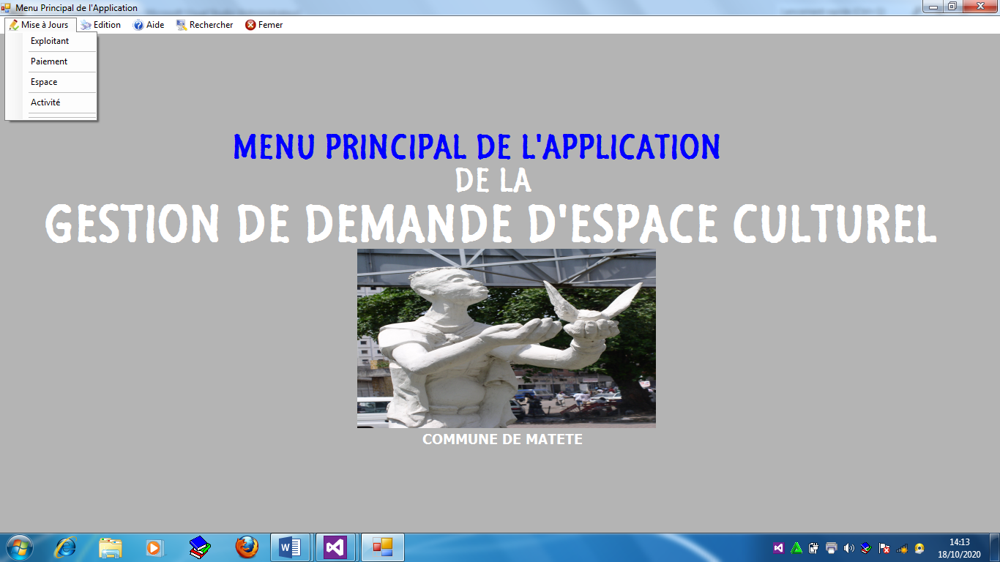 Menu Principal de l'Application
Mise à Jours Edition Aide Rechercher Femer
Exploitant
Paiement
Espace
Activité
MENU PRINCIPAL DE L'APPLICATION
DE LA
GESTION DE DEMANDE D'ESPACE CULTUREL
COMMUNE DE MATETE
14:13
18/10/2020